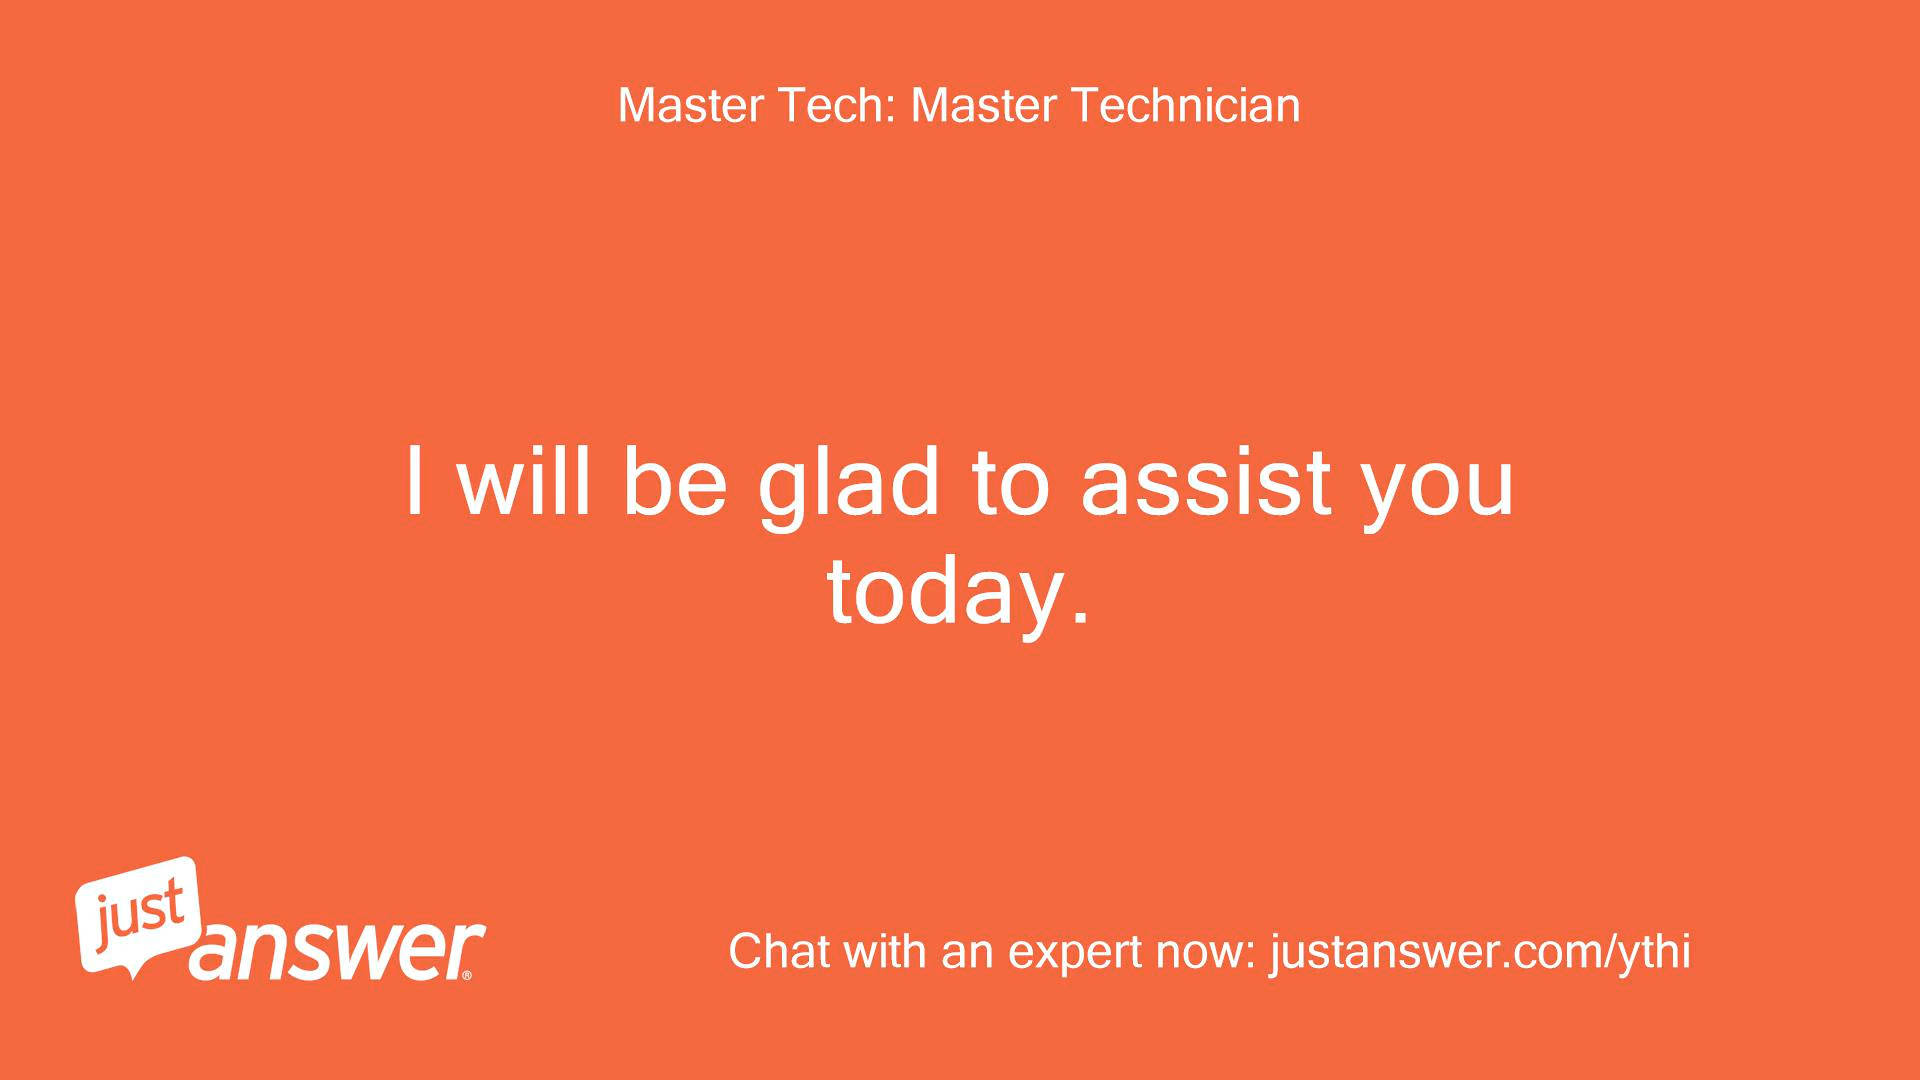 Master Tech: Master Technician
I will be glad to assist you
today.
just
answer®
Chat with an expert now: justanswer.com/ythi